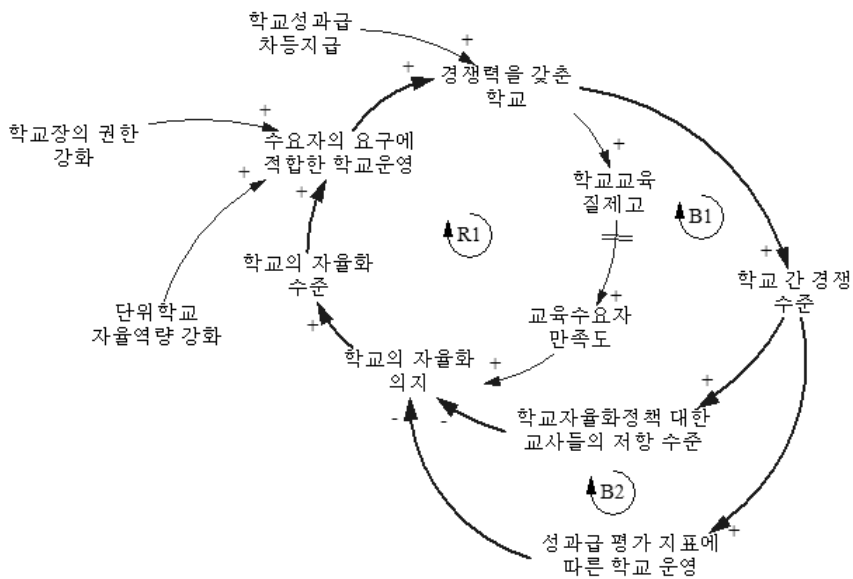 학교성과급
차등지급
+
+
경쟁력을 갖춘
학교
학교장의 권한
강화
+
수요자의 요구에
적합한 학교운영
+
+
+
학교교육
질제고
R1
B1
+
학교 간 경쟁
수준
학교의 자율화
수준
단위학교
자율역량 강화
+
+
교육수요자
만족도
학교의 자율화
의지
+
+
-
-
학교자율화정책 대한
교사들의 저항 수준
B2
+
성과급 평가 지표에
따른 학교 운영